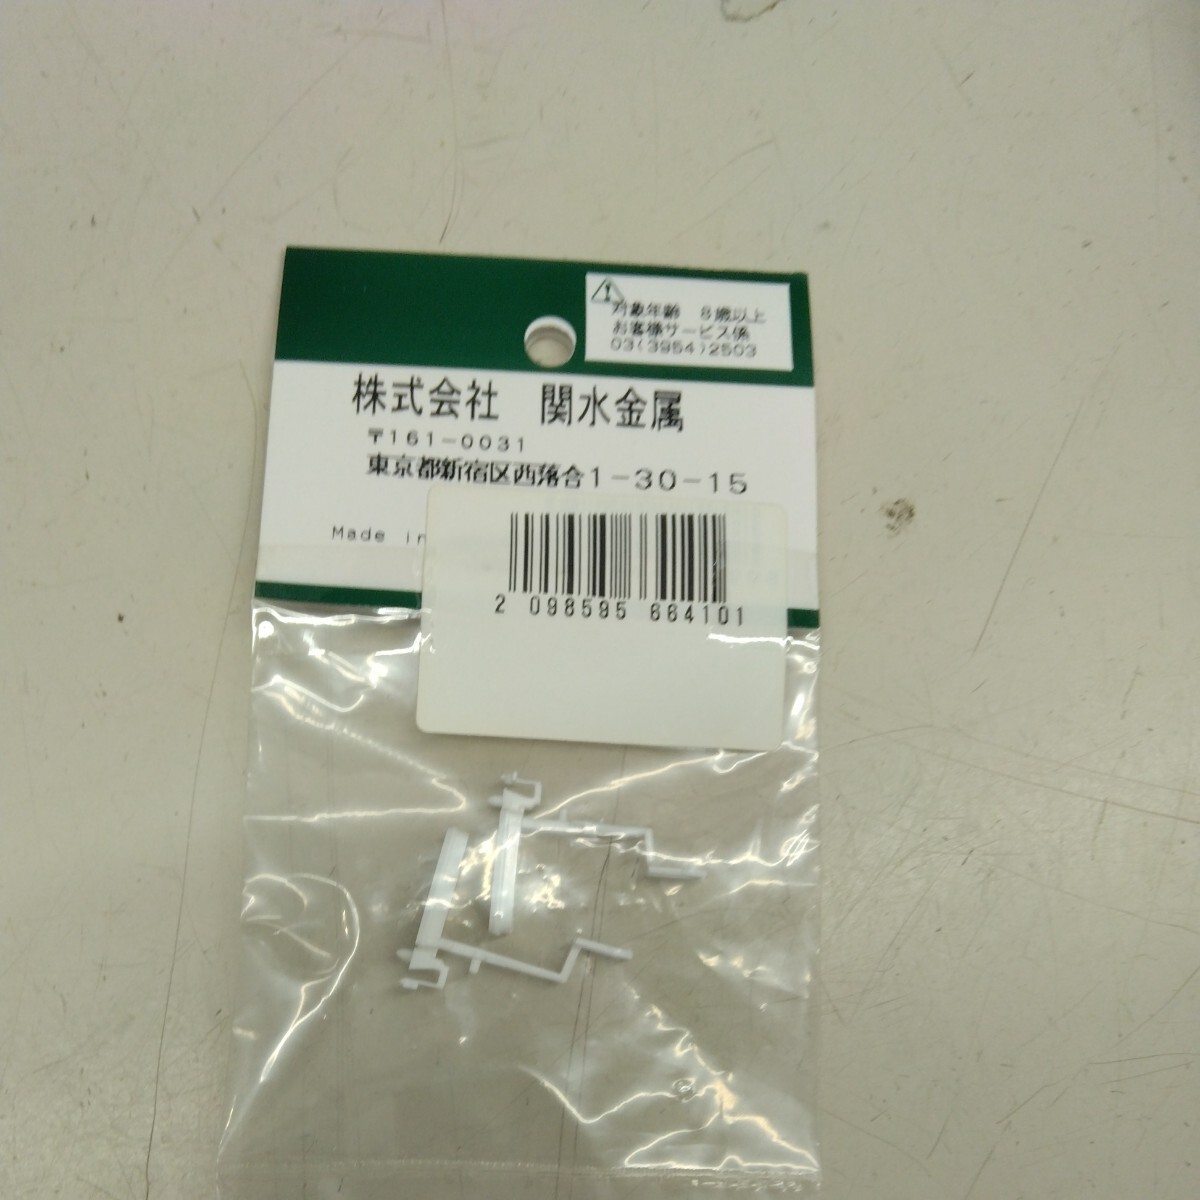 対象年齢 8歳以上
お客様サービス係
03(3954)2503
株式会社 関水金属
〒161-0031
東京都新宿区西落合1-30-15
Made in
2 098595 664101